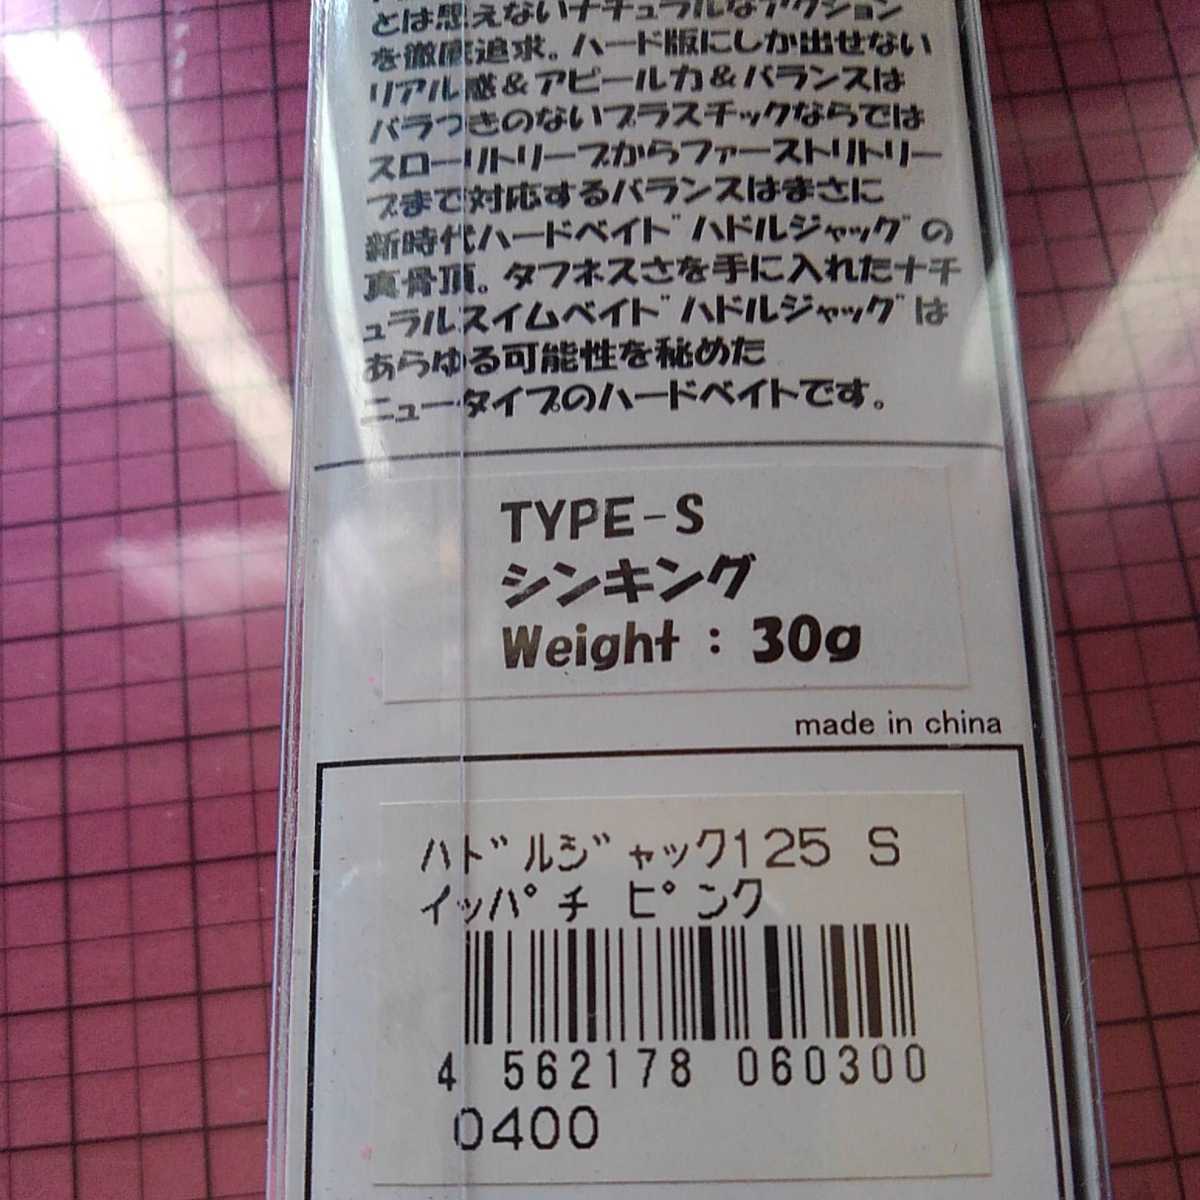 とは思えないナチュラルなアクション
を徹底追求。ハード版にしか出せない
リアル感＆アピール力＆バランスは
バラつきのないプラスチックならでは
スローリトリーブからファーストリトリー
ブまで対応するバランスはまさに
新時代ハードベイト゛ハドルジャック゛の
真骨頂。タフネスさを手に入れたナチ
ュラルスイムベイト゛ハドルジャック゛は
あらゆる可能性を秘めた
ニュータイプのハードベイトです。
TYPE-S
シンキング
Weight : 30g
made in china
ﾊﾄﾞﾙｼﾞｬｯｸ125 S
ｲｯﾊﾟﾁ ﾋﾟﾝｸ
4 562178 060300
0400